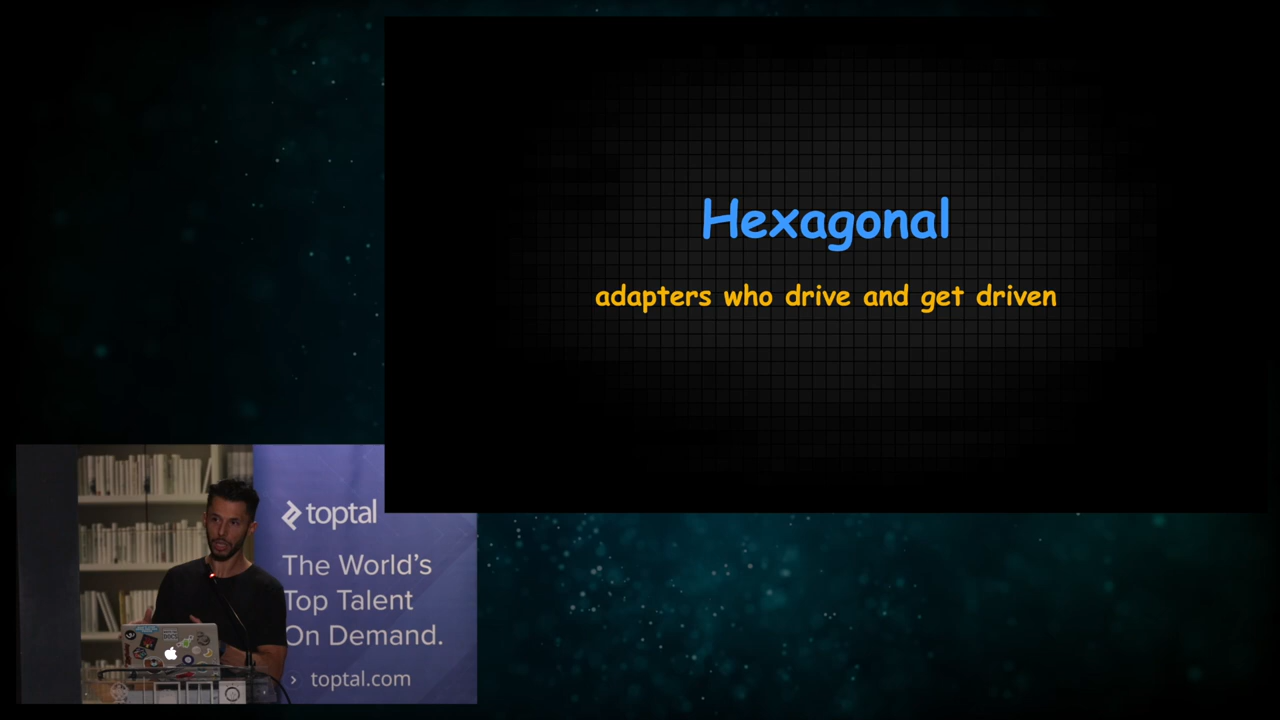 Hexagonal
adapters who drive and get driven
toptal
The World's
Top Talent
On Demand.
> toptal.com